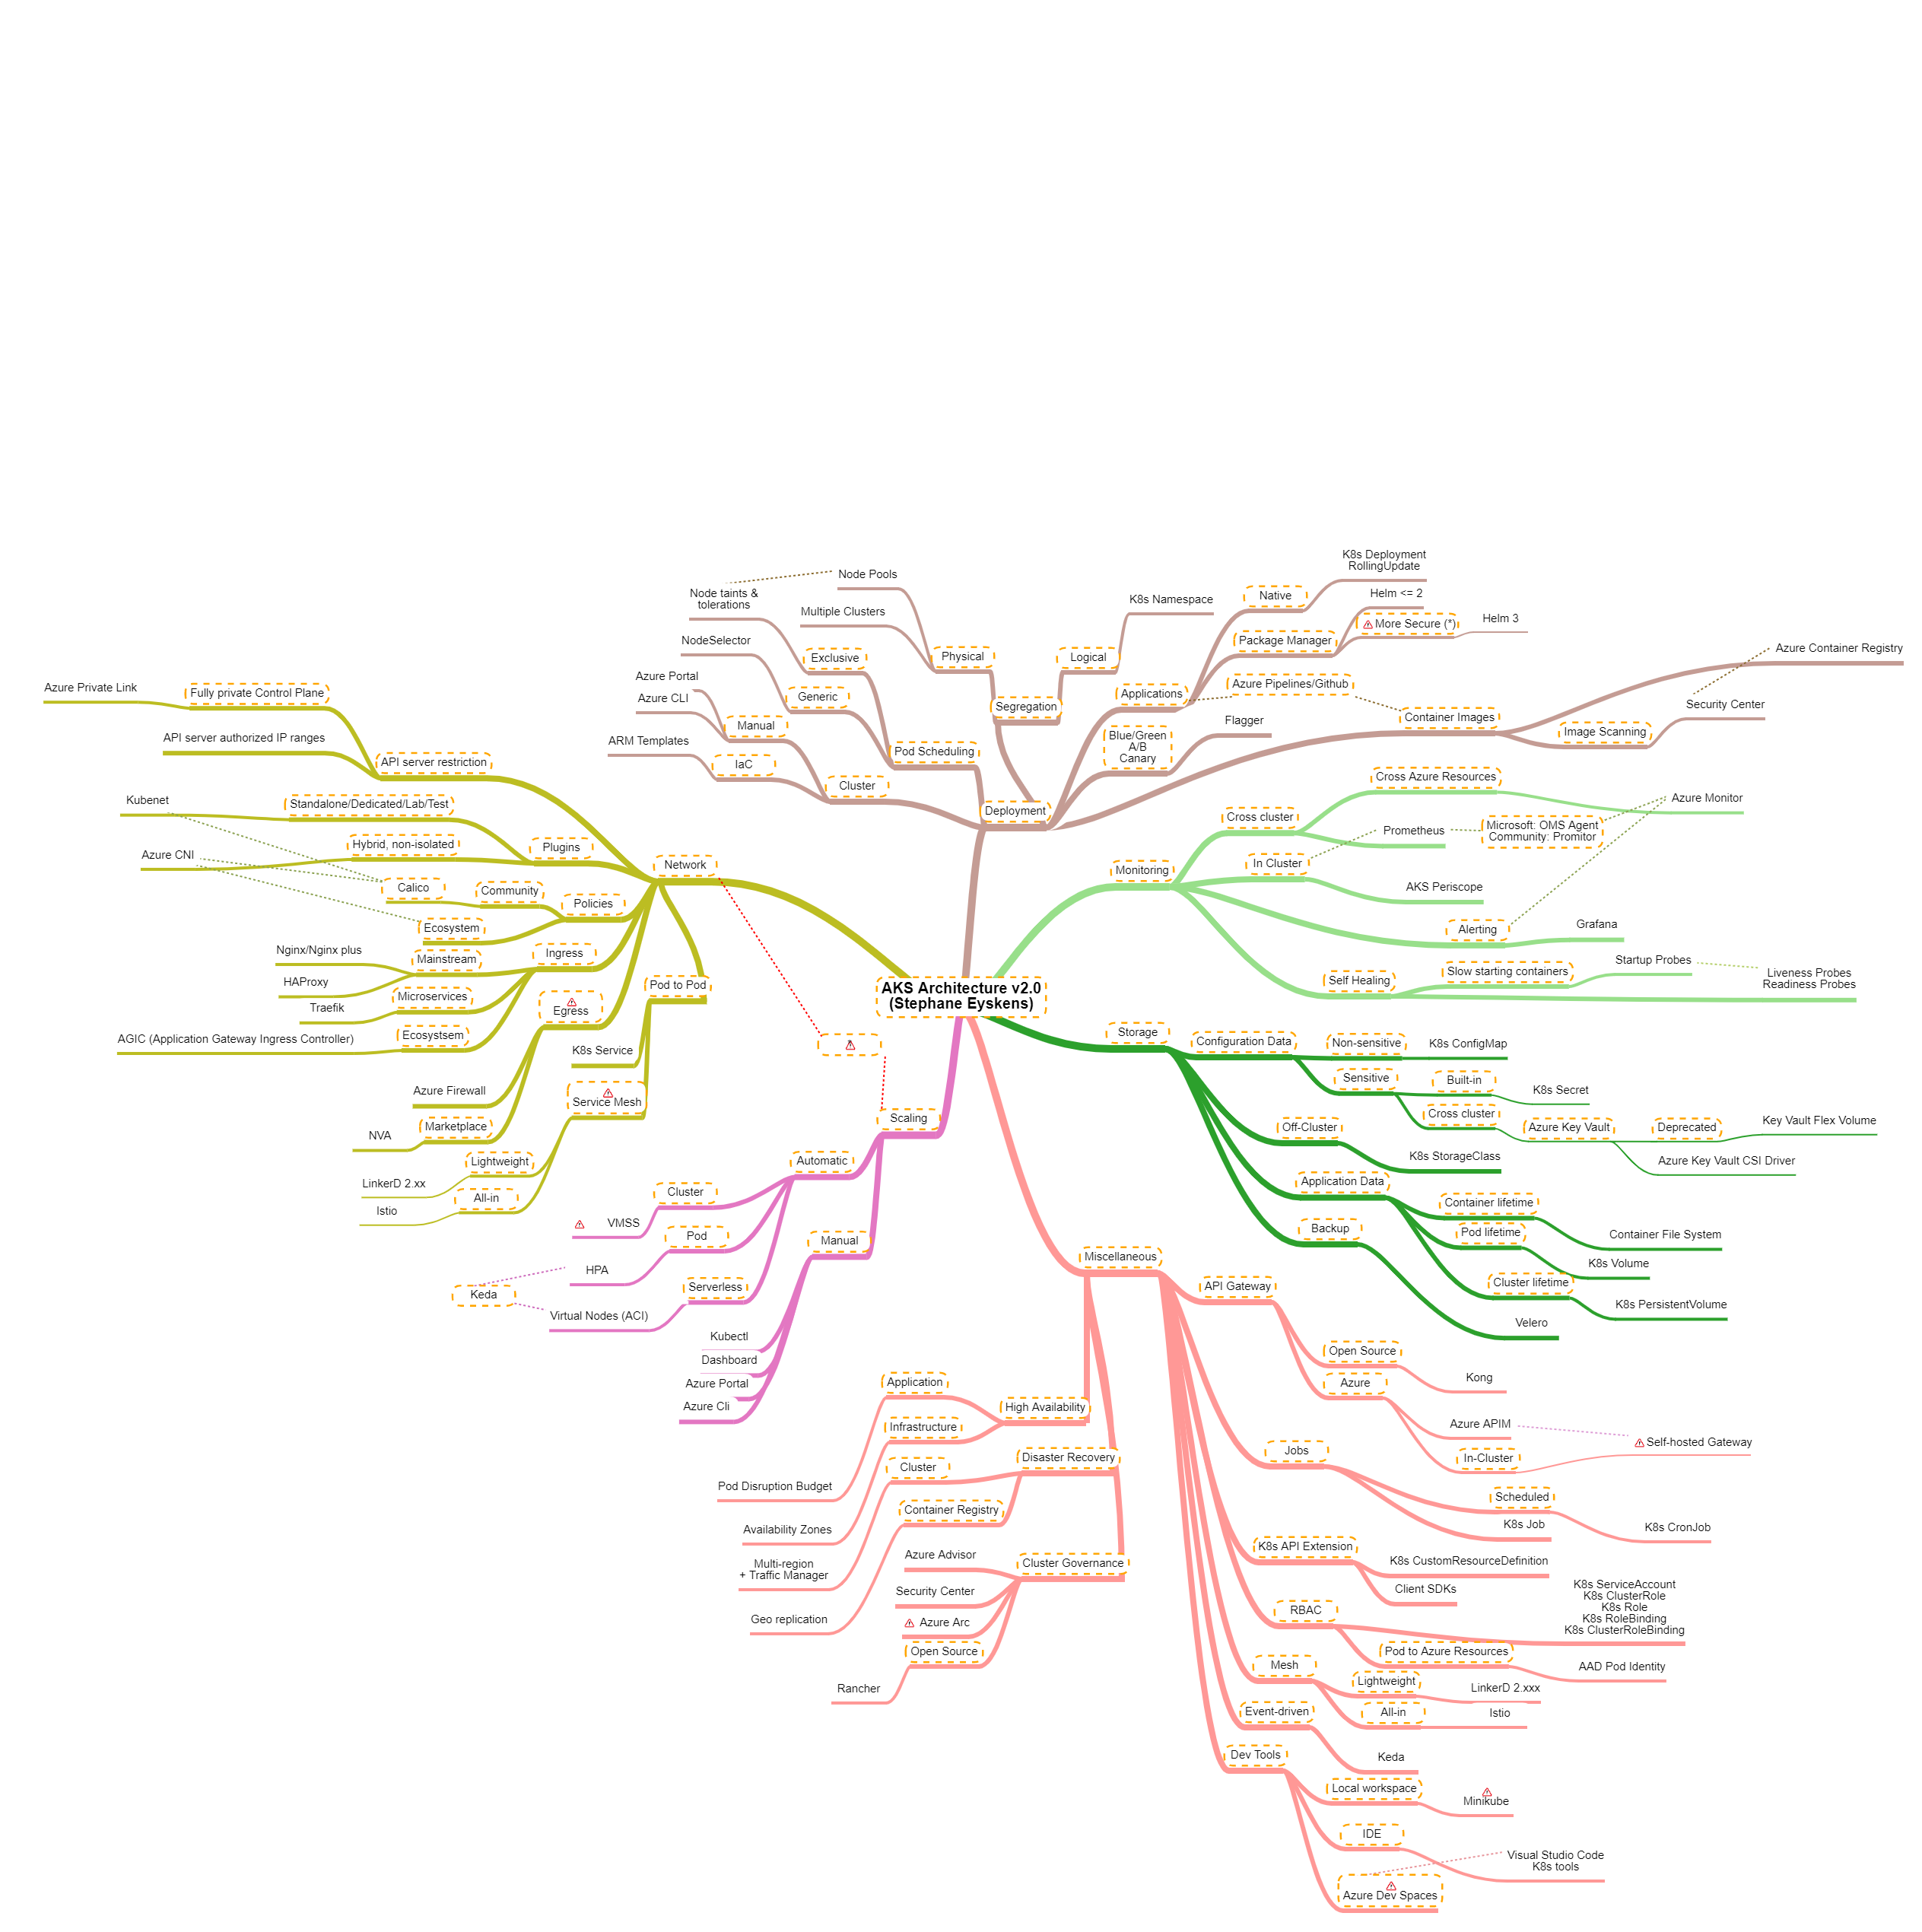 AKS Architecture v2.0
(Stephane Eyskens)
Deployment
Cluster
IaC
ARM Templates
Manual
Azure Portal
Azure CLI
Pod Scheduling
Generic
NodeSelector
Exclusive
Node taints &
tolerations
Segregation
Physical
Node Pools
Multiple Clusters
Logical
K8s Namespace
Applications
Native
K8s Deployment
RollingUpdate
Package Manager
Helm <= 2
More Secure (*)
Helm 3
Azure Pipelines/Github
Blue/Green
A/B
Canary
Flagger
Container Images
Azure Container Registry
Image Scanning
Security Center
Monitoring
Cross cluster
Cross Azure Resources
Azure Monitor
Prometheus
Microsoft: OMS Agent
Community: Promitor
In Cluster
AKS Periscope
Alerting
Grafana
Self Healing
Slow starting containers
Startup Probes
Liveness Probes
Readiness Probes
Storage
Configuration Data
Non-sensitive
K8s ConfigMap
Sensitive
Built-in
K8s Secret
Cross cluster
Azure Key Vault
Deprecated
Key Vault Flex Volume
Azure Key Vault CSI Driver
Off-Cluster
K8s StorageClass
Application Data
Container lifetime
Container File System
Pod lifetime
K8s Volume
Cluster lifetime
K8s PersistentVolume
Backup
Velero
Miscellaneous
API Gateway
Open Source
Kong
Azure
Azure APIM
In-Cluster
Self-hosted Gateway
Jobs
Scheduled
K8s CronJob
K8s Job
K8s API Extension
K8s CustomResourceDefinition
Client SDKs
RBAC
K8s ServiceAccount
K8s ClusterRole
K8s Role
K8s RoleBinding
K8s ClusterRoleBinding
Pod to Azure Resources
AAD Pod Identity
Mesh
Lightweight
LinkerD 2.xxx
All-in
Istio
Event-driven
Keda
Dev Tools
Local workspace
Minikube
IDE
Visual Studio Code
K8s tools
Azure Dev Spaces
High Availability
Application
Pod Disruption Budget
Infrastructure
Availability Zones
Disaster Recovery
Cluster
Multi-region
+ Traffic Manager
Container Registry
Geo replication
Cluster Governance
Azure Advisor
Security Center
Azure Arc
Open Source
Rancher
Scaling
Automatic
Cluster
VMSS
Pod
HPA
Keda
Serverless
Virtual Nodes (ACI)
Manual
Kubectl
Dashboard
Azure Portal
Azure Cli
Network
API server restriction
Fully private Control Plane
Azure Private Link
API server authorized IP ranges
Plugins
Standalone/Dedicated/Lab/Test
Kubenet
Hybrid, non-isolated
Azure CNI
Policies
Community
Calico
Ecosystem
Ingress
Mainstream
Nginx/Nginx plus
HAProxy
Microservices
Traefik
Ecosystsem
AGIC (Application Gateway Ingress Controller)
Egress
Azure Firewall
Marketplace
NVA
Pod to Pod
K8s Service
Service Mesh
Lightweight
LinkerD 2.xx
All-in
Istio